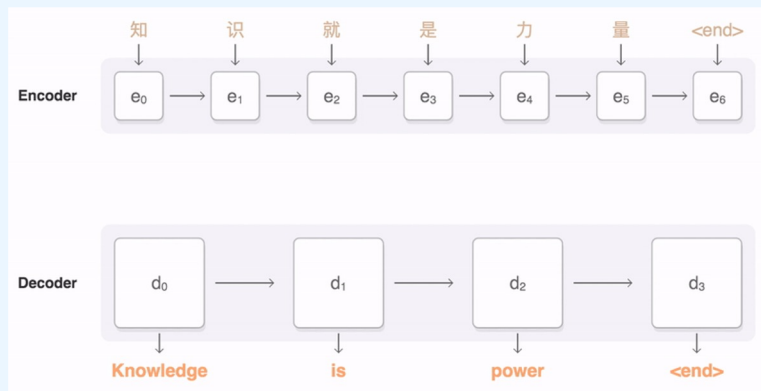 知 识 就 是 力 量 <end>
Encoder e₀ e₁ e₂ e₃ e₄ e₅ e₆
Decoder d₀ d₁ d₂ d₃
Knowledge is power <end>